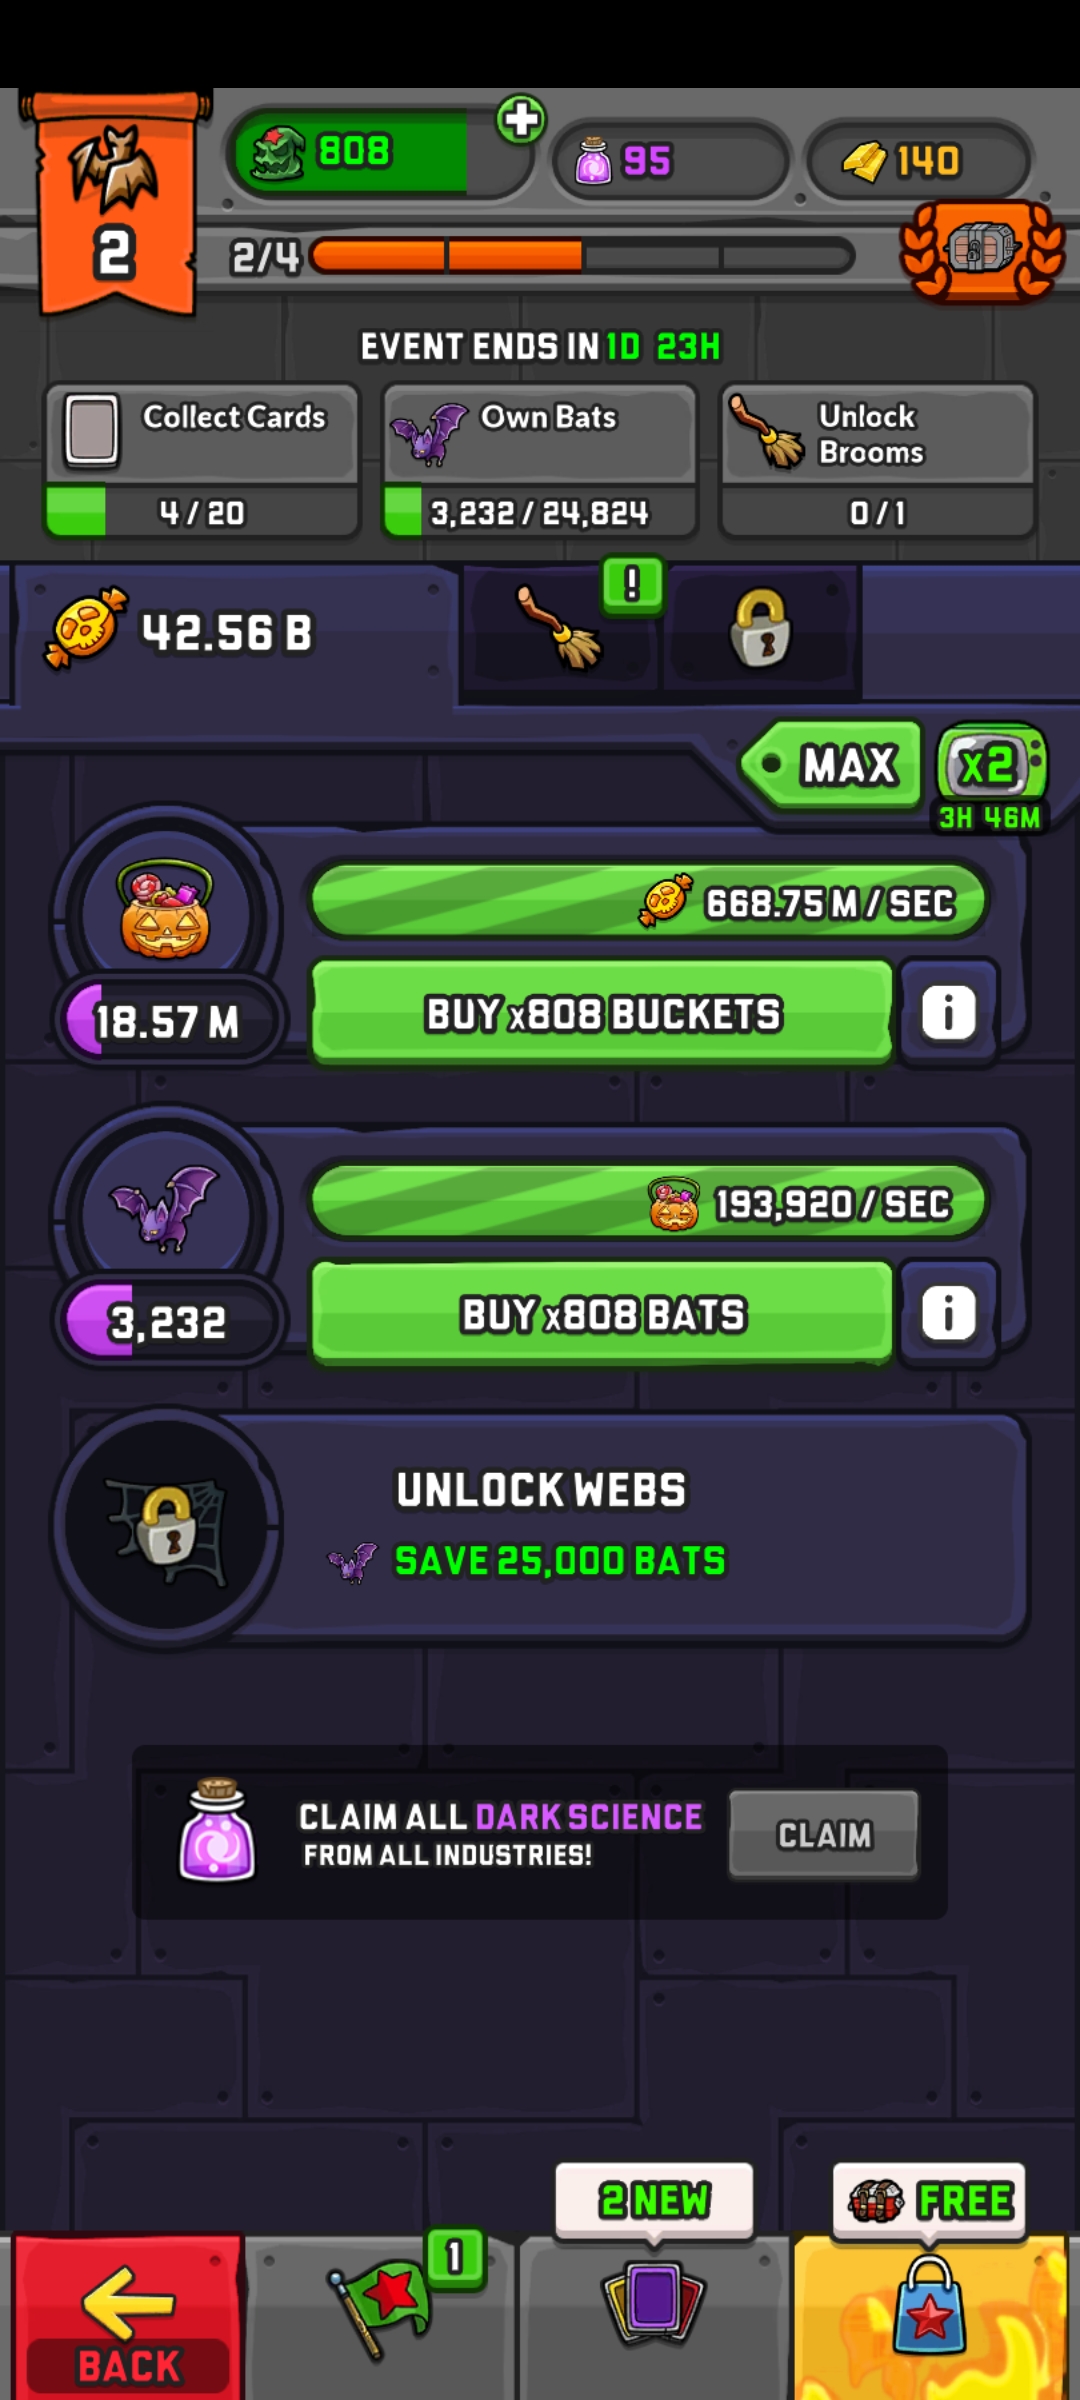 2
808
95
140
2/4
EVENT ENDS IN 1D 23H
Collect Cards
4 / 20
Own Bats
3,232 / 24,824
Unlock
Brooms
0 / 1
42.56 B
!
MAX
x2
3H 46M
668.75 M / SEC
18.57 M
BUY x808 BUCKETS
i
193,920 / SEC
3,232
BUY x808 BATS
i
UNLOCK WEBS
SAVE 25,000 BATS
CLAIM ALL DARK SCIENCE
FROM ALL INDUSTRIES!
CLAIM
2 NEW
FREE
1
BACK